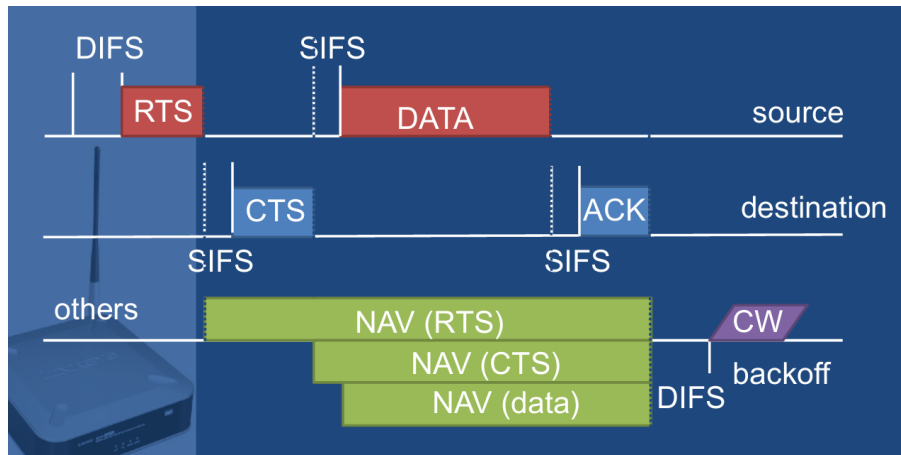 DIFS
SIFS
RTS
DATA
source
CTS
ACK
destination
SIFS
SIFS
others
NAV (RTS)
CW
NAV (CTS)
backoff
NAV (data)
DIFS